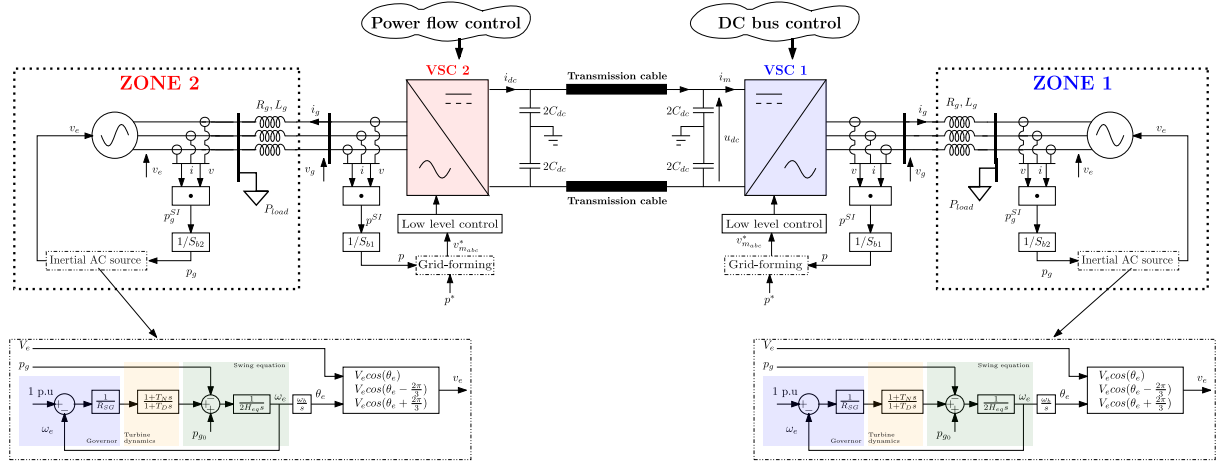 Power flow control
DC bus control
ZONE 2
VSC 2
i_dc
Transmission cable
i_m
VSC 1
ZONE 1
R_g, L_g
i_g
2C_dc
2C_dc
i_g
R_g, L_g
v_e
v_e
u_dc
v_e
i
v
v_g
i
v
2C_dc
2C_dc
v
i
v_g
v
i
v_e
P_load
P_load
p_g^SI
p^SI
Transmission cable
p^SI
p_g^SI
Low level control
Low level control
1/S_b2
1/S_b1
v*_m_abc
v*_m_abc
1/S_b1
1/S_b2
Inertial AC source
p_g
p
Grid-forming
Grid-forming
p
p_g
Inertial AC source
p*
p*
V_e
p_g
Swing equation
1 p.u
+
−
1/R_SG
1+T_N s/1+T_D s
−
+
+
1/2H_eq s
ω_e
ω_b/s
θ_e
V_e cos(θ_e)
V_e cos(θ_e − 2π/3)
V_e cos(θ_e + 2π/3)
v_e
ω_e
Governor
Turbine
dynamics
p_g0
V_e
p_g
Swing equation
1 p.u
+
−
1/R_SG
1+T_N s/1+T_D s
−
+
+
1/2H_eq s
ω_e
ω_b/s
θ_e
V_e cos(θ_e)
V_e cos(θ_e − 2π/3)
V_e cos(θ_e + 2π/3)
v_e
ω_e
Governor
Turbine
dynamics
p_g0